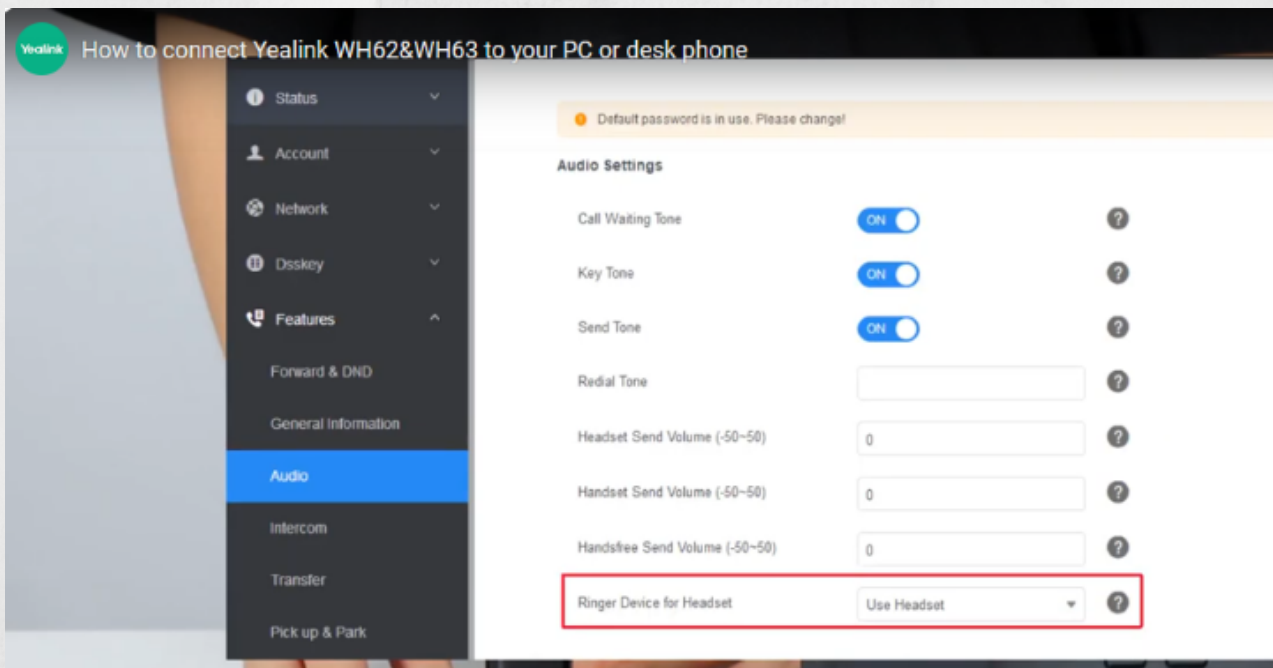 Yealink
How to connect Yealink WH62&WH63 to your PC or desk phone
Status
Account
Network
Dsskey
Features
Forward & DND
General Information
Audio
Intercom
Transfer
Pick up & Park
Default password is in use. Please change!
Audio Settings
Call Waiting Tone ON
Key Tone ON
Send Tone ON
Redial Tone
Headset Send Volume (-50~50) 0
Handset Send Volume (-50~50) 0
Handsfree Send Volume (-50~50) 0
Ringer Device for Headset Use Headset